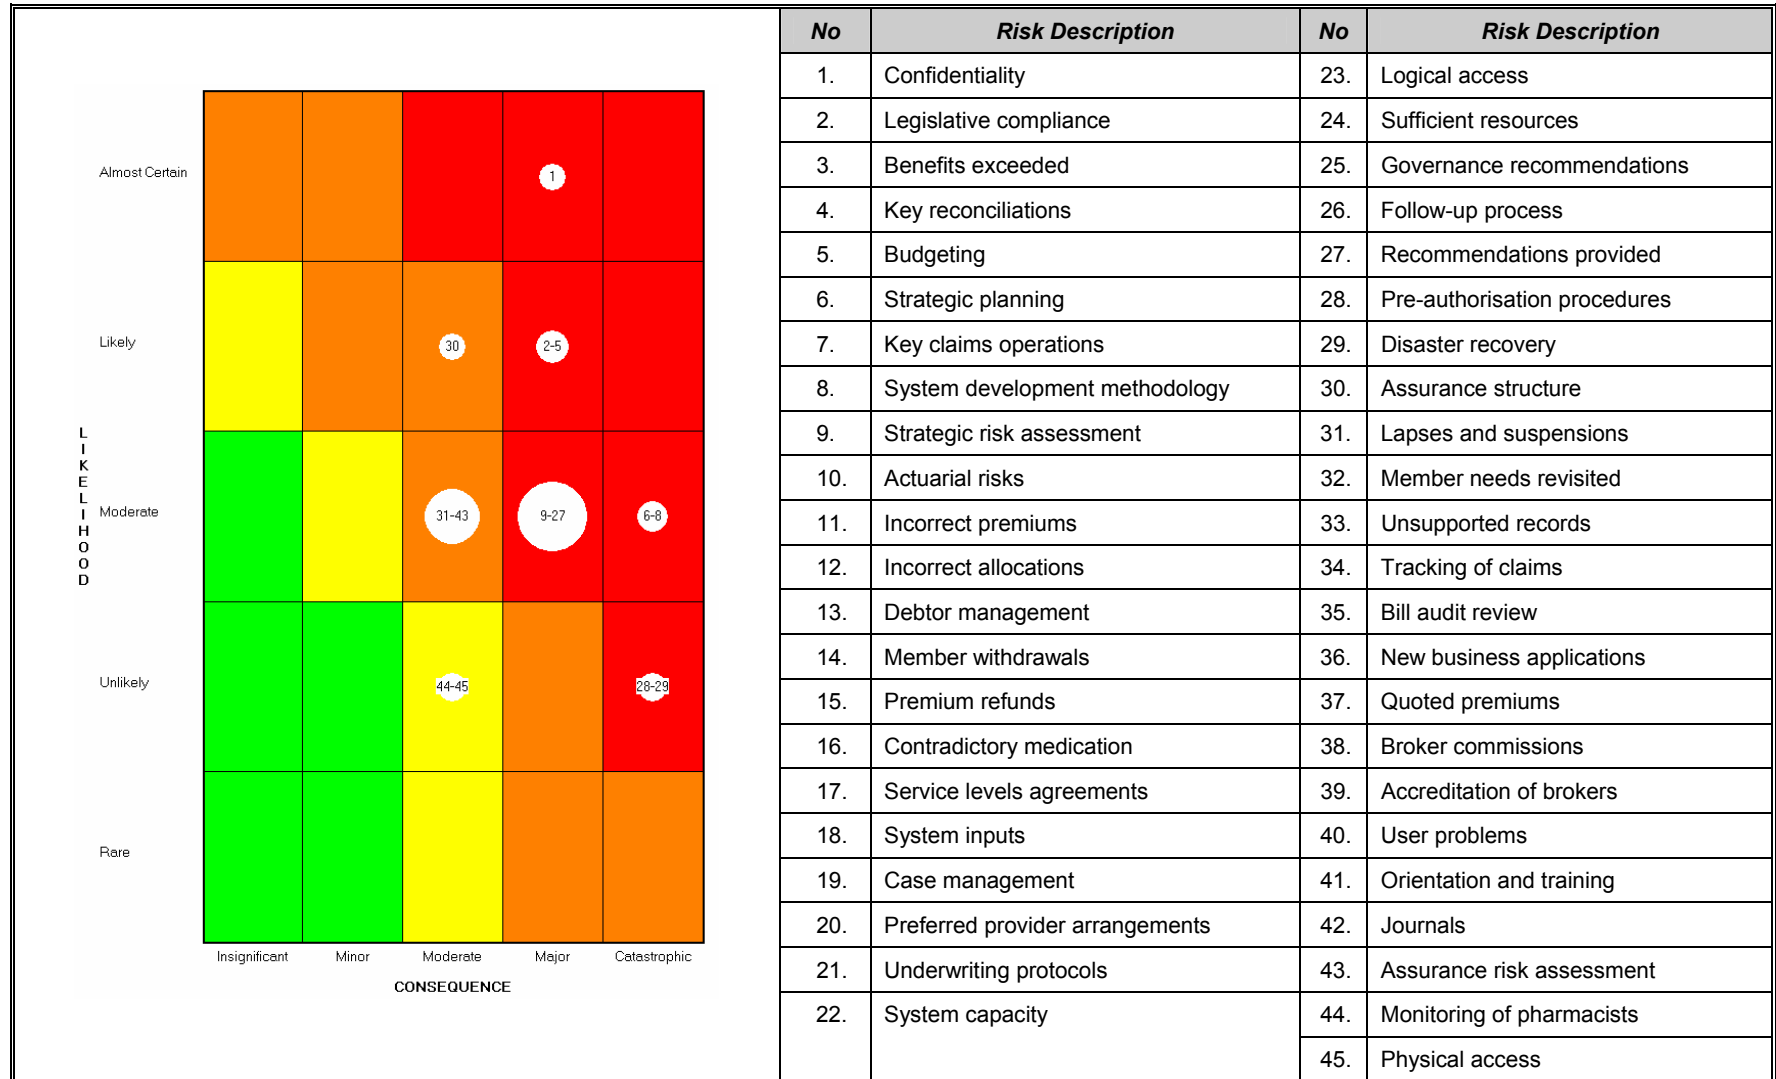 Almost Certain
1
Likely
30
2-5
LIKELIHOOD
Moderate
31-43
9-27
6-8
Unlikely
44-45
28-29
Rare
Insignificant Minor Moderate Major Catastrophic
CONSEQUENCE
No Risk Description No Risk Description
1. Confidentiality 23. Logical access
2. Legislative compliance 24. Sufficient resources
3. Benefits exceeded 25. Governance recommendations
4. Key reconciliations 26. Follow-up process
5. Budgeting 27. Recommendations provided
6. Strategic planning 28. Pre-authorisation procedures
7. Key claims operations 29. Disaster recovery
8. System development methodology 30. Assurance structure
9. Strategic risk assessment 31. Lapses and suspensions
10. Actuarial risks 32. Member needs revisited
11. Incorrect premiums 33. Unsupported records
12. Incorrect allocations 34. Tracking of claims
13. Debtor management 35. Bill audit review
14. Member withdrawals 36. New business applications
15. Premium refunds 37. Quoted premiums
16. Contradictory medication 38. Broker commissions
17. Service levels agreements 39. Accreditation of brokers
18. System inputs 40. User problems
19. Case management 41. Orientation and training
20. Preferred provider arrangements 42. Journals
21. Underwriting protocols 43. Assurance risk assessment
22. System capacity 44. Monitoring of pharmacists
45. Physical access